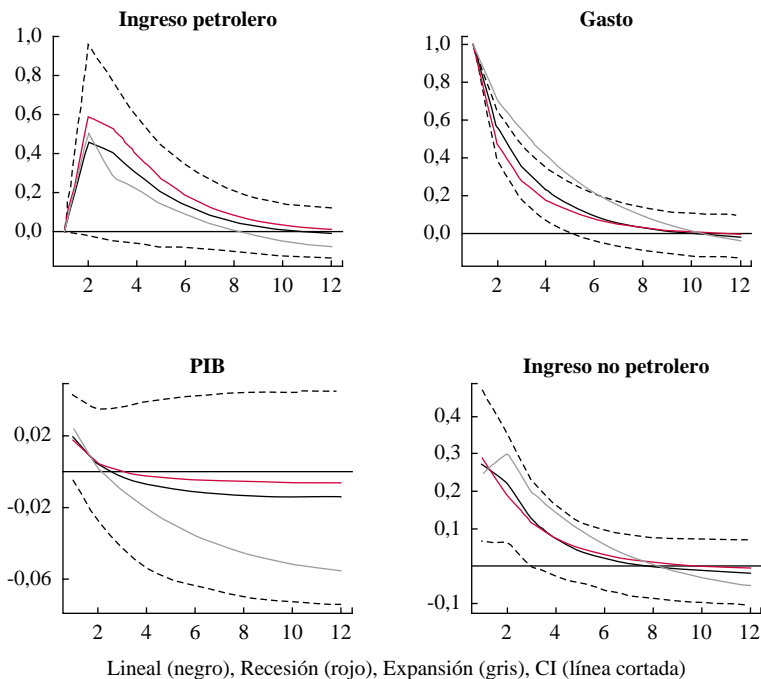 Ingreso petrolero
1,0
0,8
0,6
0,4
0,2
0,0
2 4 6 8 10 12
Gasto
1,0
0,8
0,6
0,4
0,2
0,0
2 4 6 8 10 12
PIB
0,02
-0,02
-0,06
2 4 6 8 10 12
Ingreso no petrolero
0,4
0,3
0,2
0,1
-0,1
2 4 6 8 10 12
Lineal (negro), Recesión (rojo), Expansión (gris), CI (línea cortada)